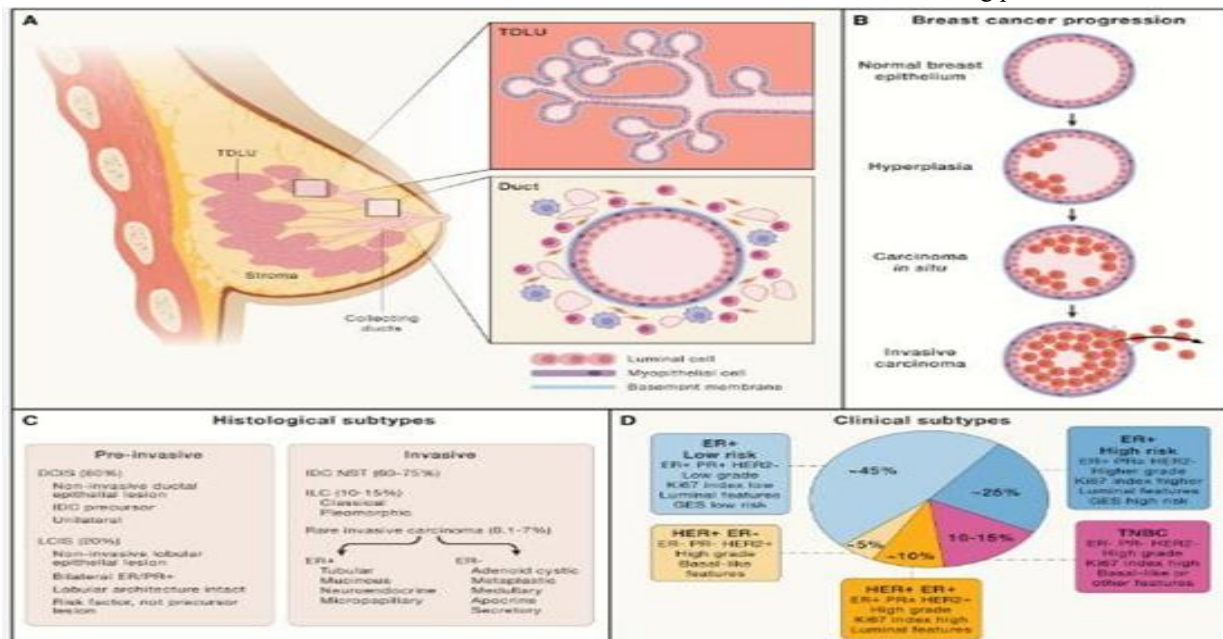 A
TDLU
Stroma
Collecting
ducts
TDLU
Duct
Luminal cell
Myopithelial cell
Basement membrane
B
Breast cancer progression
Normal breast
epithelium
Hyperplasia
Carcinoma
in situ
Invasive
carcinoma
C
Histological subtypes
Pre-invasive
DCIS (80%)
Non-invasive ductal
epithelial lesion
IDC precursor
Unilateral
LCIS (20%)
Non-invasive lobular
epithelial lesion
Bilateral ER/PR+
Lobular architecture intact
Risk factor, not precursor
lesion
Invasive
IDC NST (60-75%)
ILC (10-15%)
Classical
Pleomorphic
Rare invasive carcinoma (0.1-7%)
ER+
Tubular
Mucinous
Neuroendocrine
Micropapillary
ER-
Adenoid cystic
Metaplastic
Medullary
Apocrine
Secretory
D
Clinical subtypes
ER+
Low risk
ER+ PR+ HER2-
Low grade
Ki67 index low
Luminal features
GES low risk
~45%
ER+
High risk
ER+ PR± HER2-
Higher grade
Ki67 index higher
Luminal features
GES high risk
~25%
HER+ ER-
ER- PR- HER2+
High grade
Basal-like
features
~5%
~10%
10-15%
TNBC
ER- PR- HER2-
High grade
Ki67 index high
Basal-like or
other features
HER+ ER+
ER+ PR± HER2+
High grade
Ki67 index high
Luminal features